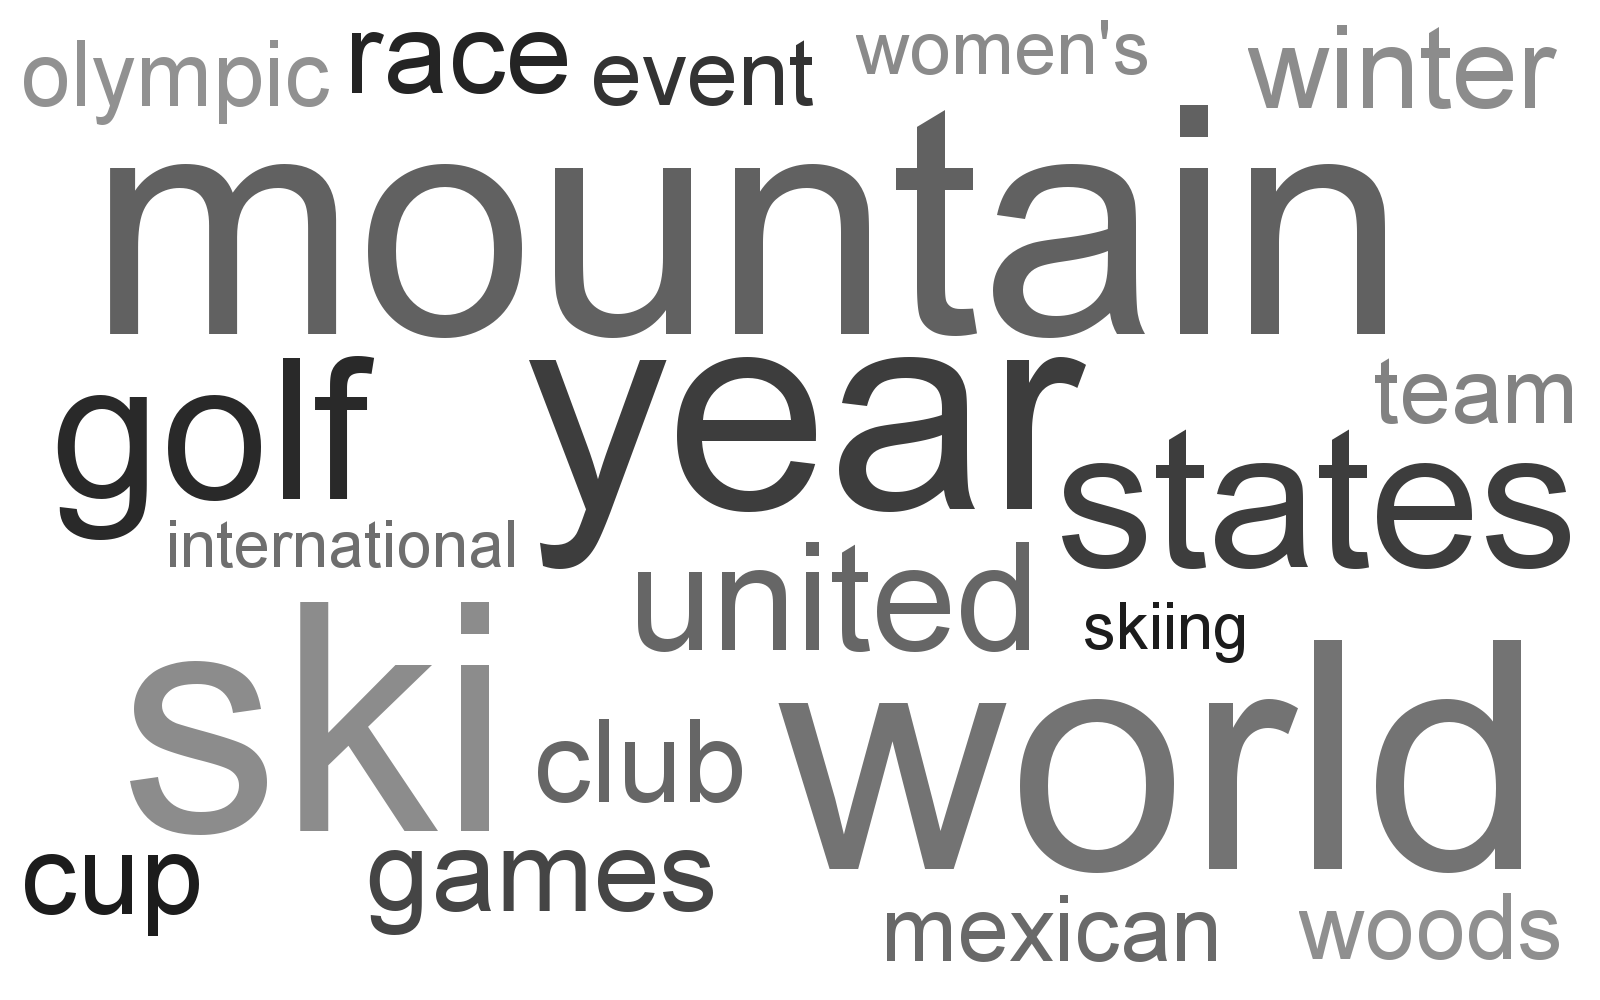 olympic race event women's winter
mountain
golf year team
states
international united
skiing
ski world
club
cup games
mexican woods